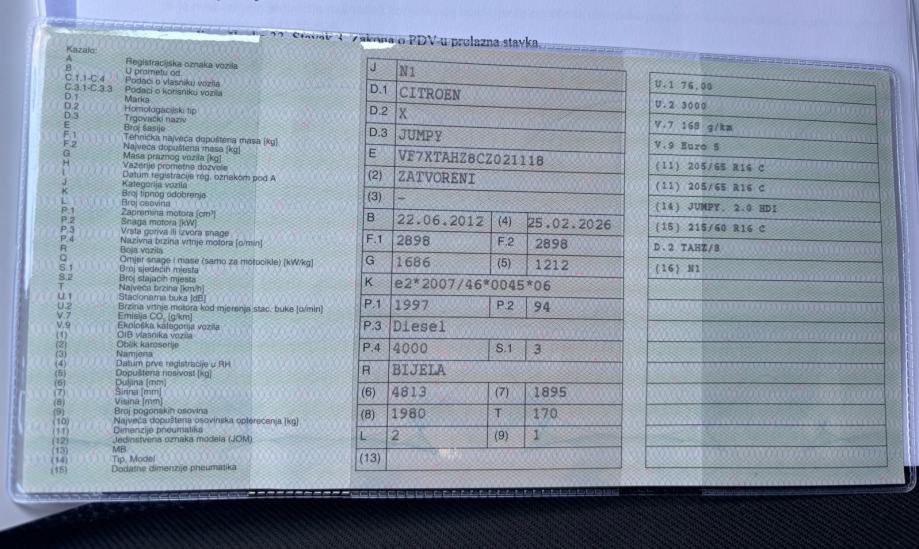 22. Stavak 3. Zakona o PDV-u prolazna stavka.
Kazalo:
A Registracijska oznaka vozila
B U prometu od
C.1.1-C.4 Podaci o vlasniku vozila
C.3.1-C.3.3 Podaci o korisniku vozila
D.1 Marka
D.2 Homologacijski tip
D.3 Trgovački naziv
E Broj šasije
F.1 Tehnička najveća dopuštena masa [kg]
F.2 Najveća dopuštena masa [kg]
G Masa praznog vozila [kg]
H Važenje prometne dozvole
I Datum registracije reg. oznakom pod A
J Kategorija vozila
K Broj tipnog odobrenje
L Broj osovina
P.1 Zapremina motora [cm³]
P.2 Snaga motora [kW]
P.3 Vrsta goriva ili izvora snage
P.4 Nazivna brzina vrtnje motora [o/min]
R Boja vozila
Q Omjer snage i mase (samo za motocikle) [kW/kg]
S.1 Broj sjedećih mjesta
S.2 Broj stajaćih mjesta
T Najveća brzina [km/h]
U.1 Stacionarna buka [dB]
U.2 Brzina vrtnje motora kod mjerenja stac. buke [o/min]
V.7 Emisija CO₂ [g/km]
V.9 Ekološka kategorija vozila
(1) OIB vlasnika vozila
(2) Oblik karoserije
(3) Namjena
(4) Datum prve registracije u RH
(5) Dopuštena nosivost [kg]
(6) Duljina [mm]
(7) Širina [mm]
(8) Visina [mm]
(9) Broj pogonskih osovina
(10) Najveća dopuštena osovinska opterećenja [kg]
(11) Dimenzije pneumatika
(12) Jedinstvena oznaka modela (JOM)
(13) MB
(14) Tip, Model
(15) Dodatne dimenzije pneumatika
J N1
D.1 CITROEN
D.2 X
D.3 JUMPY
E VF7XTAHZ8CZ021118
(2) ZATVORENI
(3) –
B 22.06.2012 (4) 25.02.2026
F.1 2898 F.2 2898
G 1686 (5) 1212
K e2*2007/46*0045*06
P.1 1997 P.2 94
P.3 Diesel
P.4 4000 S.1 3
R BIJELA
(6) 4813 (7) 1895
(8) 1980 T 170
L 2 (9) 1
(13)
U.1 76.00
U.2 3000
V.7 168 g/km
V.9 Euro 5
(11) 205/65 R16 C
(11) 205/65 R16 C
(14) JUMPY, 2.0 HDI
(15) 215/60 R16 C
D.2 TAHZ/8
(16) N1